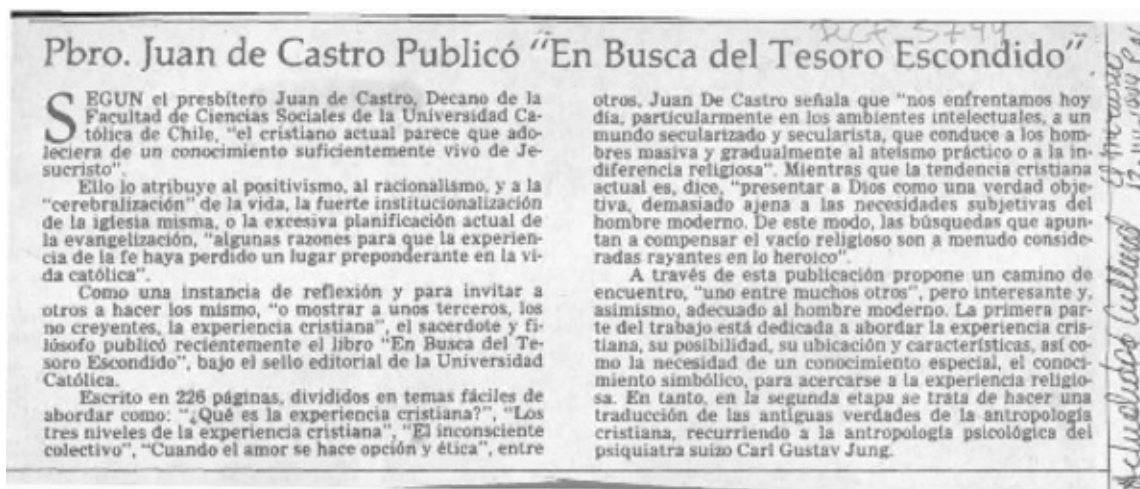 Pbro. Juan de Castro Publicó "En Busca del Tesoro Escondido"
SEGUN el presbítero Juan de Castro, Decano de la
Facultad de Ciencias Sociales de la Universidad Ca-
tólica de Chile, "el cristiano actual parece que ado-
leciera de un conocimiento suficientemente vivo de Je-
sucristo".
Ello lo atribuye al positivismo, al racionalismo, y a la
"cerebralización" de la vida, la fuerte institucionalización
de la iglesia misma, o la excesiva planificación actual de
la evangelización, "algunas razones para que la experien-
cia de la fe haya perdido un lugar preponderante en la vi-
da católica".
Como una instancia de reflexión y para invitar a
otros a hacer los mismo, "o mostrar a unos terceros, los
no creyentes, la experiencia cristiana", el sacerdote y fi-
lósofo publicó recientemente el libro "En Busca del Te-
soro Escondido", bajo el sello editorial de la Universidad
Católica.
Escrito en 226 páginas, divididos en temas fáciles de
abordar como: "¿Qué es la experiencia cristiana?", "Los
tres niveles de la experiencia cristiana", "El inconsciente
colectivo", "Cuando el amor se hace opción y ética", entre
otros, Juan De Castro señala que "nos enfrentamos hoy
día, particularmente en los ambientes intelectuales, a un
mundo secularizado y secularista, que conduce a los hom-
bres masiva y gradualmente al ateísmo práctico o a la in-
diferencia religiosa". Mientras que la tendencia cristiana
actual es, dice, "presentar a Dios como una verdad obje-
tiva, demasiado ajena a las necesidades subjetivas del
hombre moderno. De este modo, las búsquedas que apun-
tan a compensar el vacío religioso son a menudo conside-
radas rayantes en lo heroico".
A través de esta publicación propone un camino de
encuentro, "uno entre muchos otros", pero interesante y,
asimismo, adecuado al hombre moderno. La primera par-
te del trabajo está dedicada a abordar la experiencia cris-
tiana, su posibilidad, su ubicación y características, así co-
mo la necesidad de un conocimiento especial, el conoci-
miento simbólico, para acercarse a la experiencia religio-
sa. En tanto, en la segunda etapa se trata de hacer una
traducción de las antiguas verdades de la antropología
cristiana, recurriendo a la antropología psicológica del
psiquiatra suizo Carl Gustav Jung.